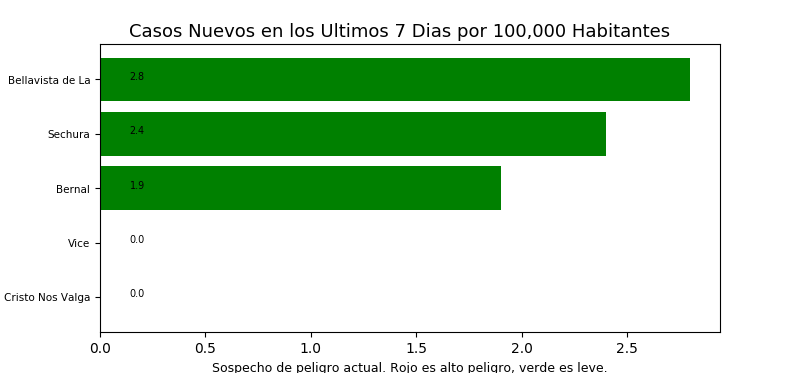 Casos Nuevos en los Ultimos 7 Dias por 100,000 Habitantes
Bellavista de La 2.8
Sechura 2.4
Bernal 1.9
Vice 0.0
Cristo Nos Valga 0.0
0.0 0.5 1.0 1.5 2.0 2.5
Sospecho de peligro actual. Rojo es alto peligro, verde es leve.